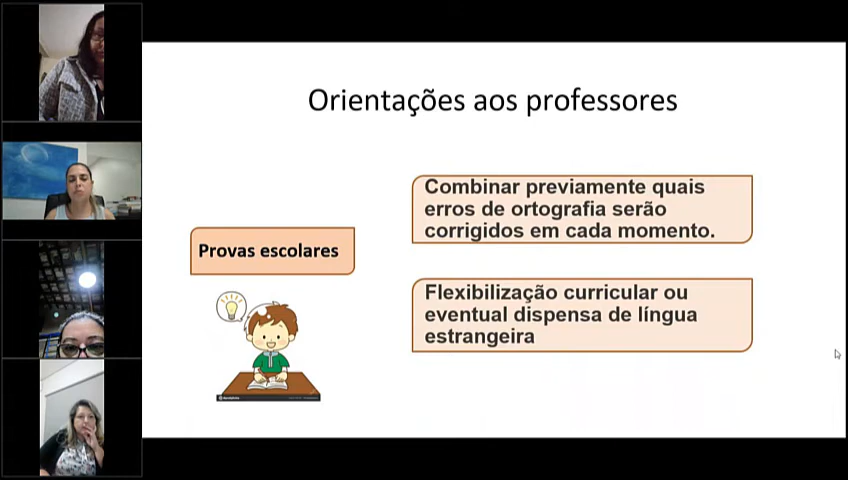 Orientações aos professores
Provas escolares
Combinar previamente quais
erros de ortografia serão
corrigidos em cada momento.
Flexibilização curricular ou
eventual dispensa de língua
estrangeira